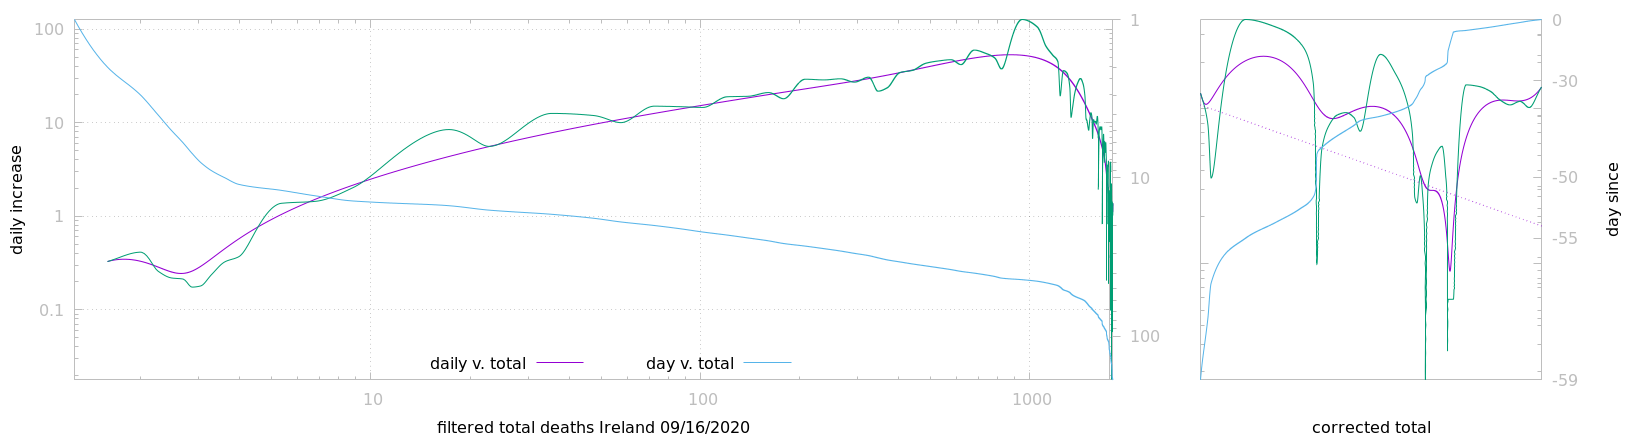 100
10
1
0.1
daily increase
10
100
1000
filtered total deaths Ireland 09/16/2020
daily v. total
day v. total
1
10
100
0
-30
-50
-55
-59
day since
corrected total